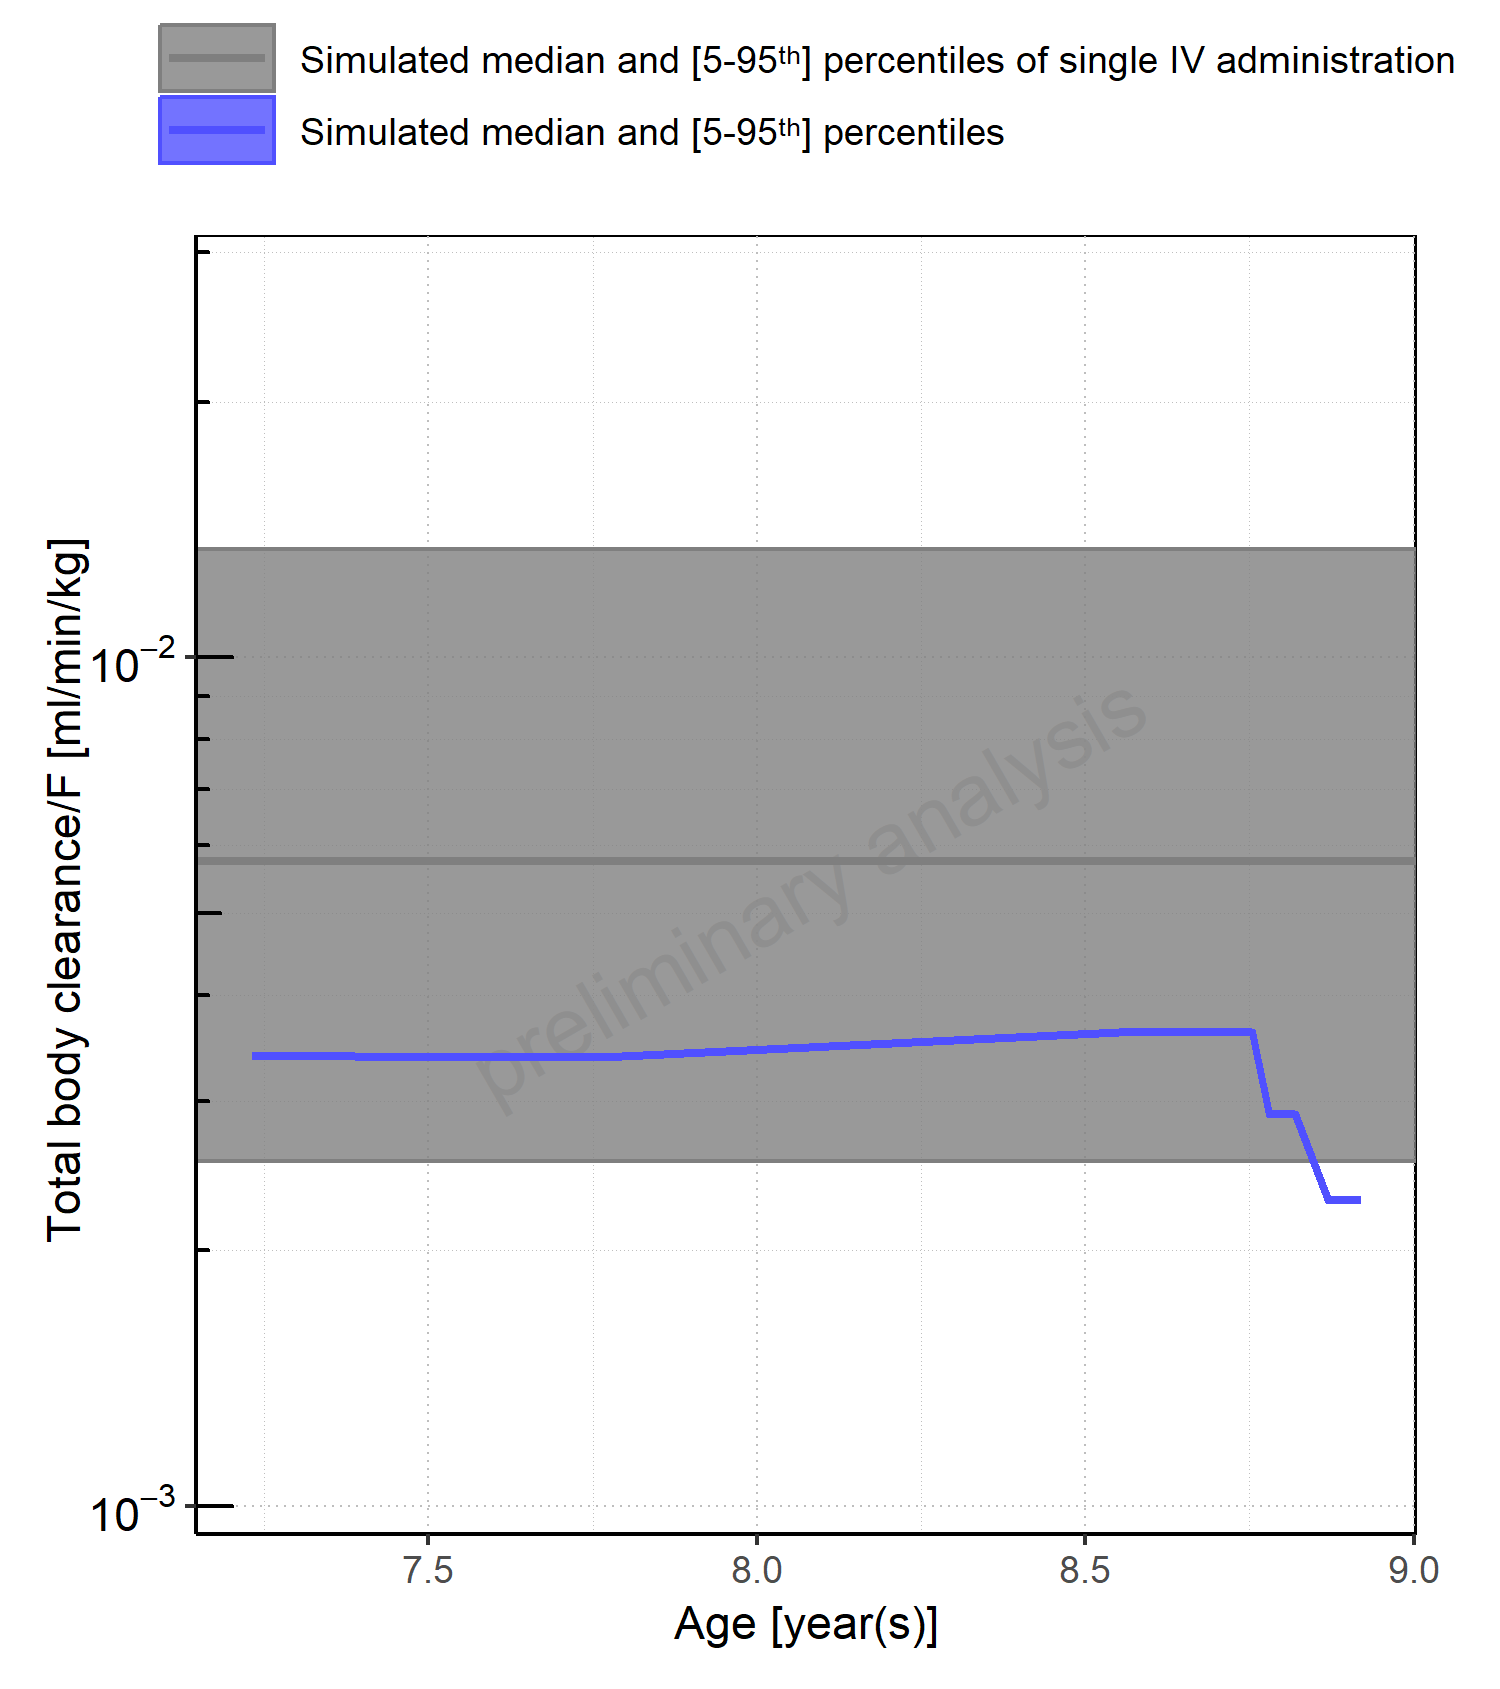 Simulated median and [5-95th] percentiles of single IV administration
Simulated median and [5-95th] percentiles
Total body clearance/F [ml/min/kg]
10−2
10−3
preliminary analysis
7.5 8.0 8.5 9.0
Age [year(s)]